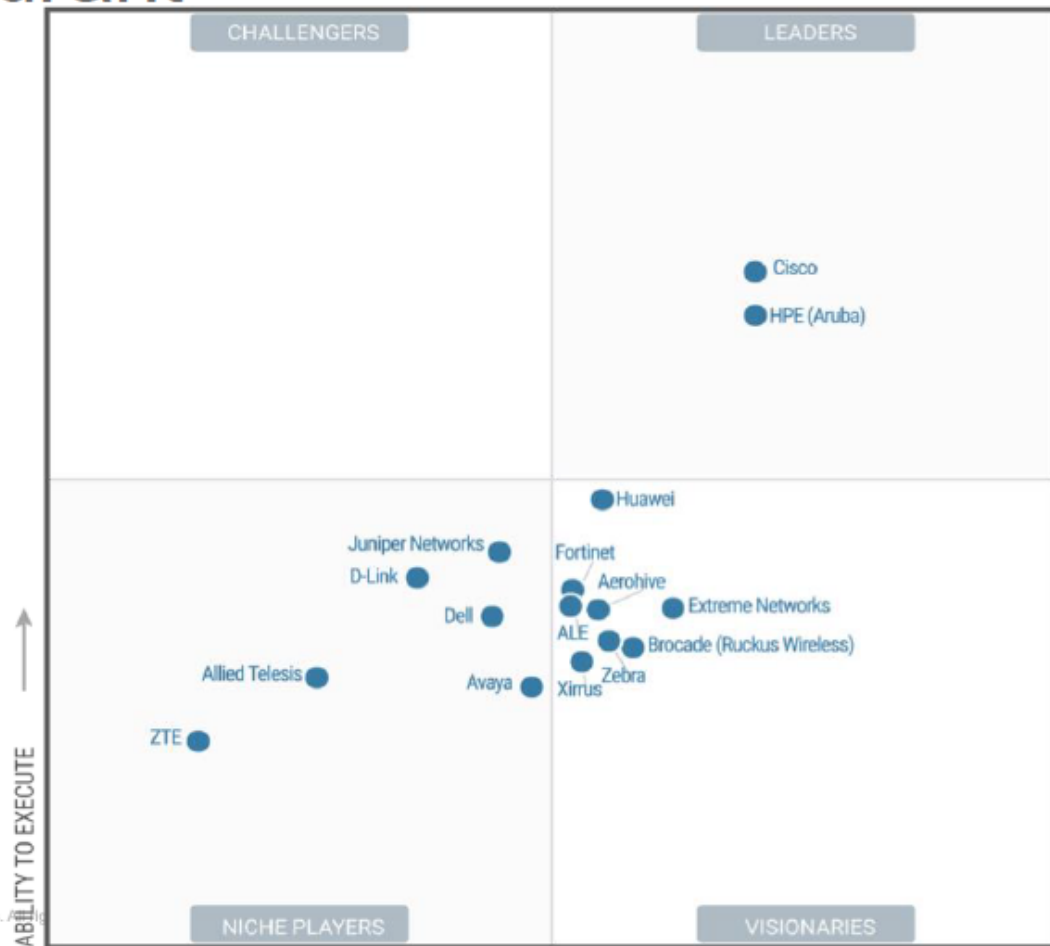 CHALLENGERS
LEADERS
Cisco
HPE (Aruba)
Huawei
Juniper Networks
Fortinet
D-Link
Aerohive
Extreme Networks
Dell
ALE
Brocade (Ruckus Wireless)
Allied Telesis
Avaya
Zebra
Xirrus
ZTE
ABILITY TO EXECUTE
NICHE PLAYERS
VISIONARIES